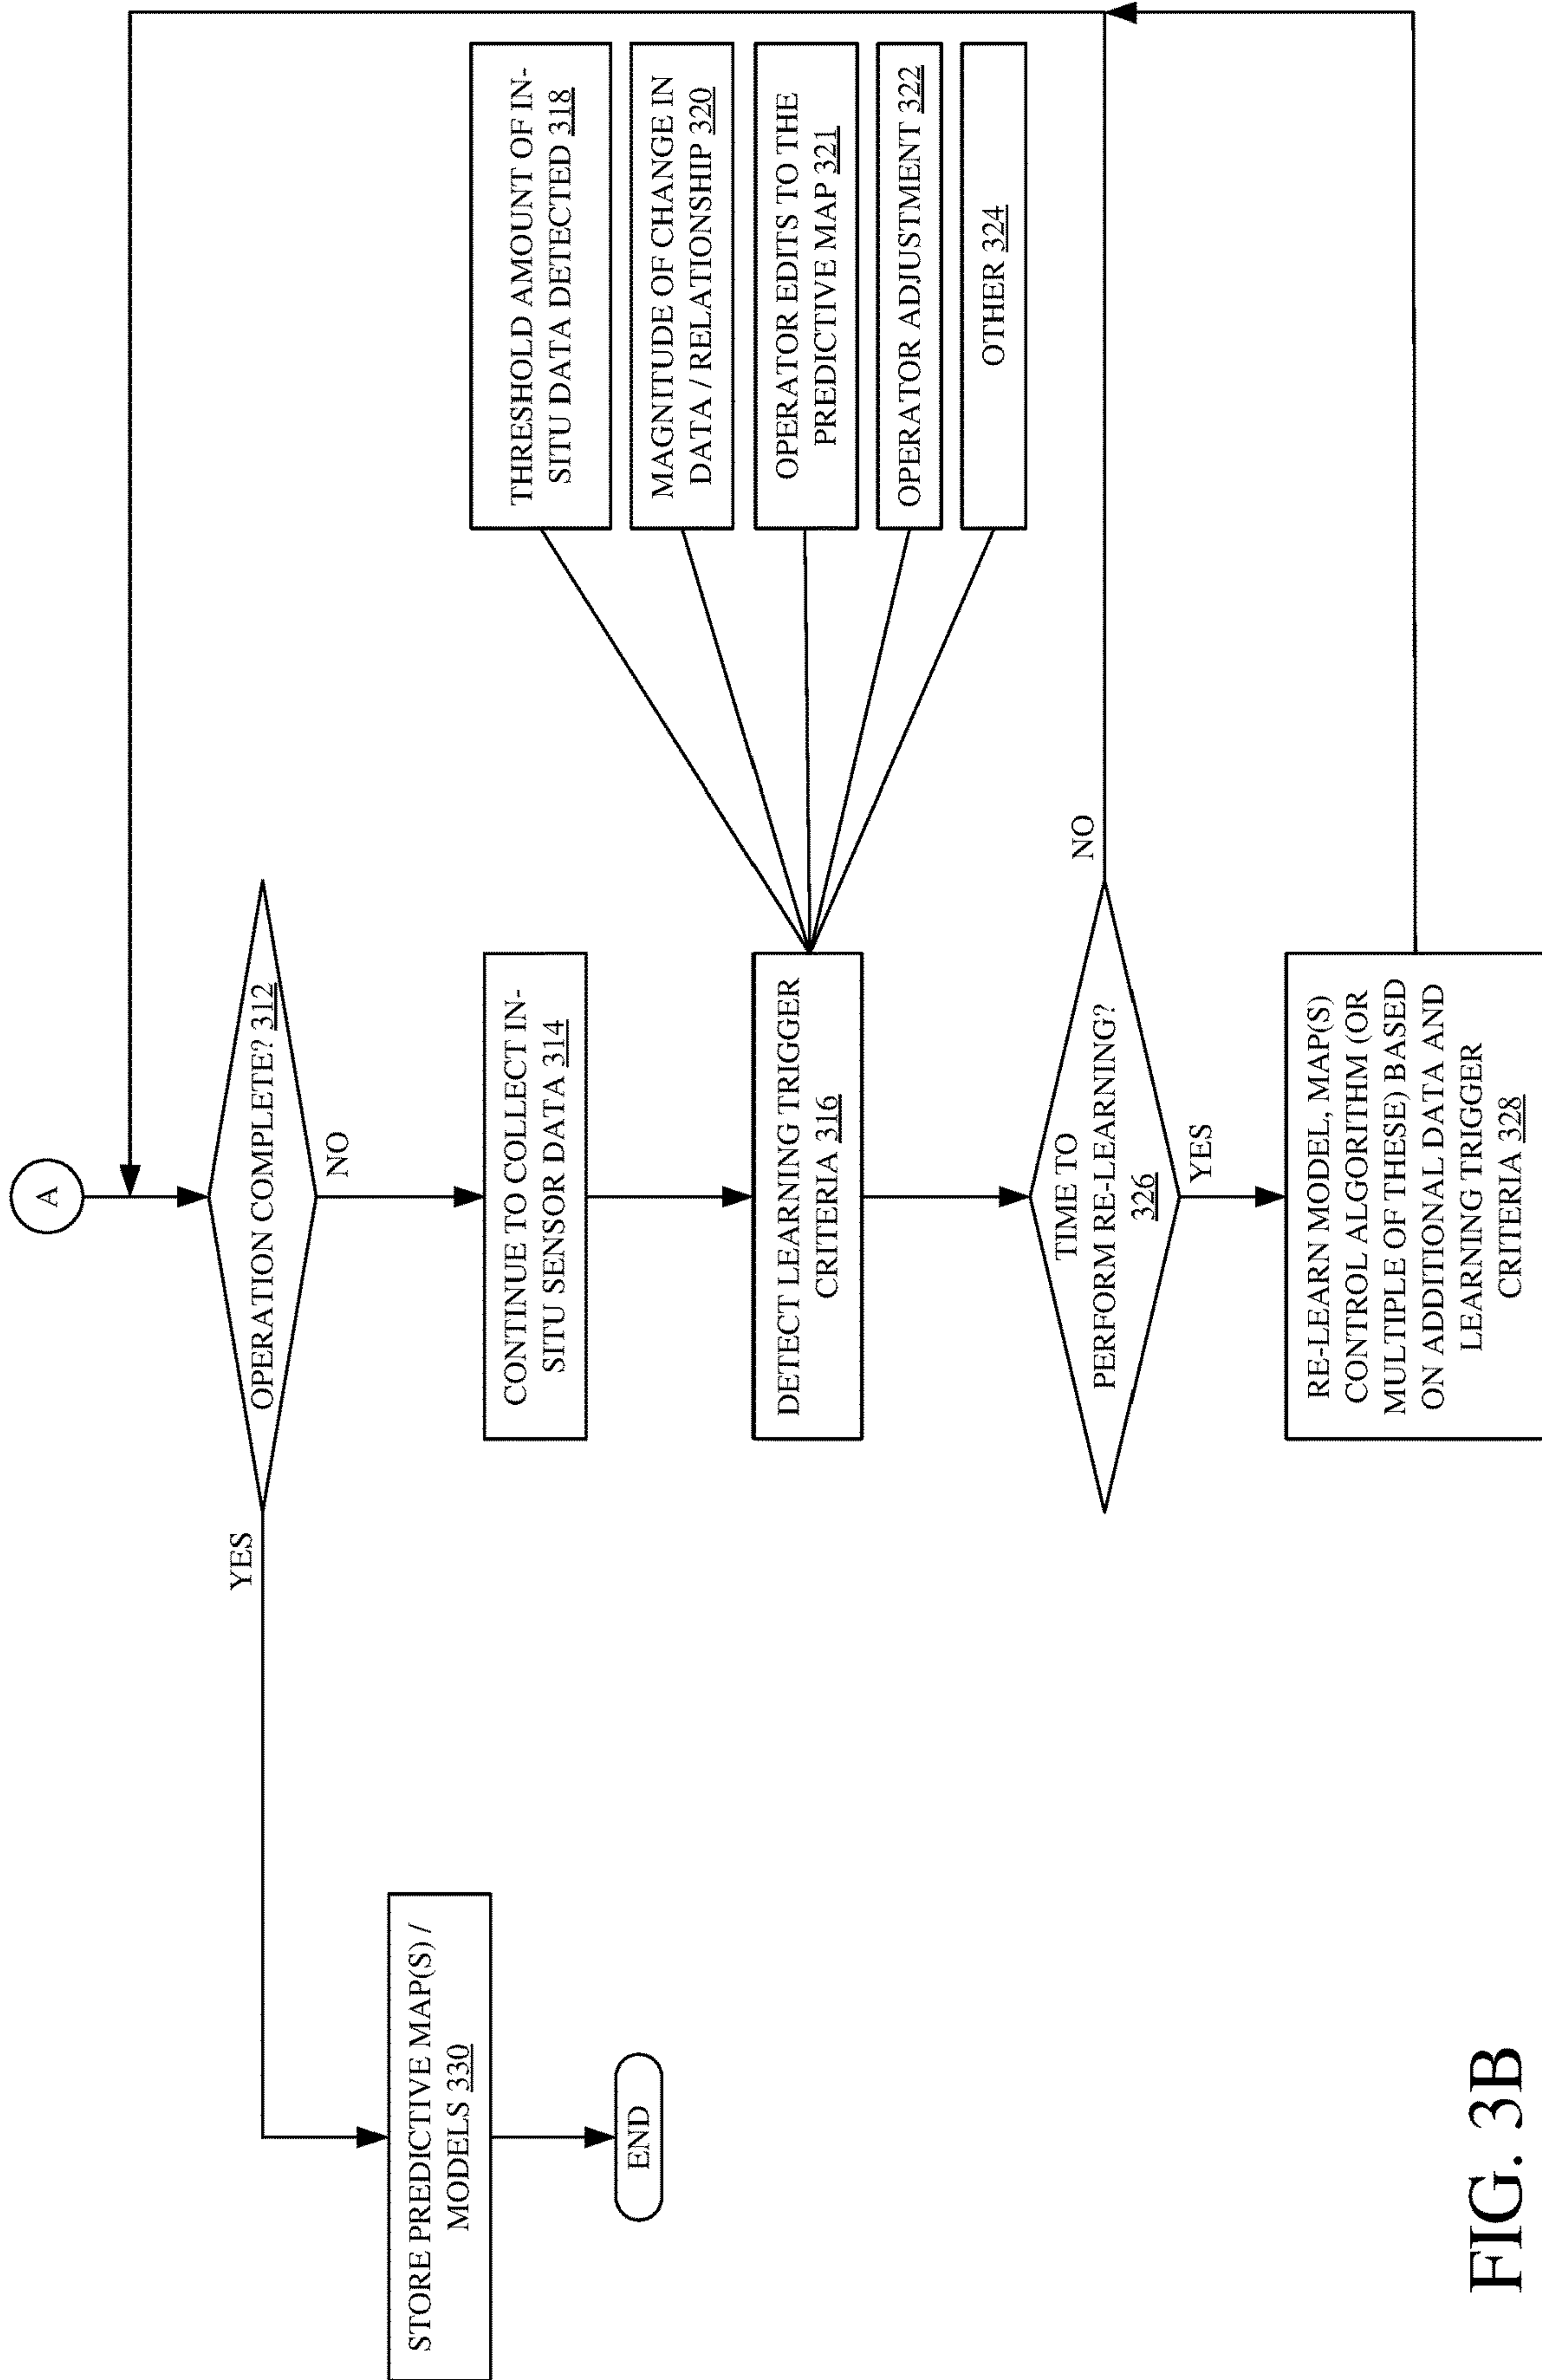 A
OPERATION COMPLETE? 312
YES
NO
STORE PREDICTIVE MAP(S) /
MODELS 330
END
CONTINUE TO COLLECT IN-
SITU SENSOR DATA 314
DETECT LEARNING TRIGGER
CRITERIA 316
THRESHOLD AMOUNT OF IN-
SITU DATA DETECTED 318
MAGNITUDE OF CHANGE IN
DATA / RELATIONSHIP 320
OPERATOR EDITS TO THE
PREDICTIVE MAP 321
OPERATOR ADJUSTMENT 322
OTHER 324
TIME TO
PERFORM RE-LEARNING?
326
NO
YES
RE-LEARN MODEL, MAP(S)
CONTROL ALGORITHM (OR
MULTIPLE OF THESE) BASED
ON ADDITIONAL DATA AND
LEARNING TRIGGER
CRITERIA 328
FIG. 3B